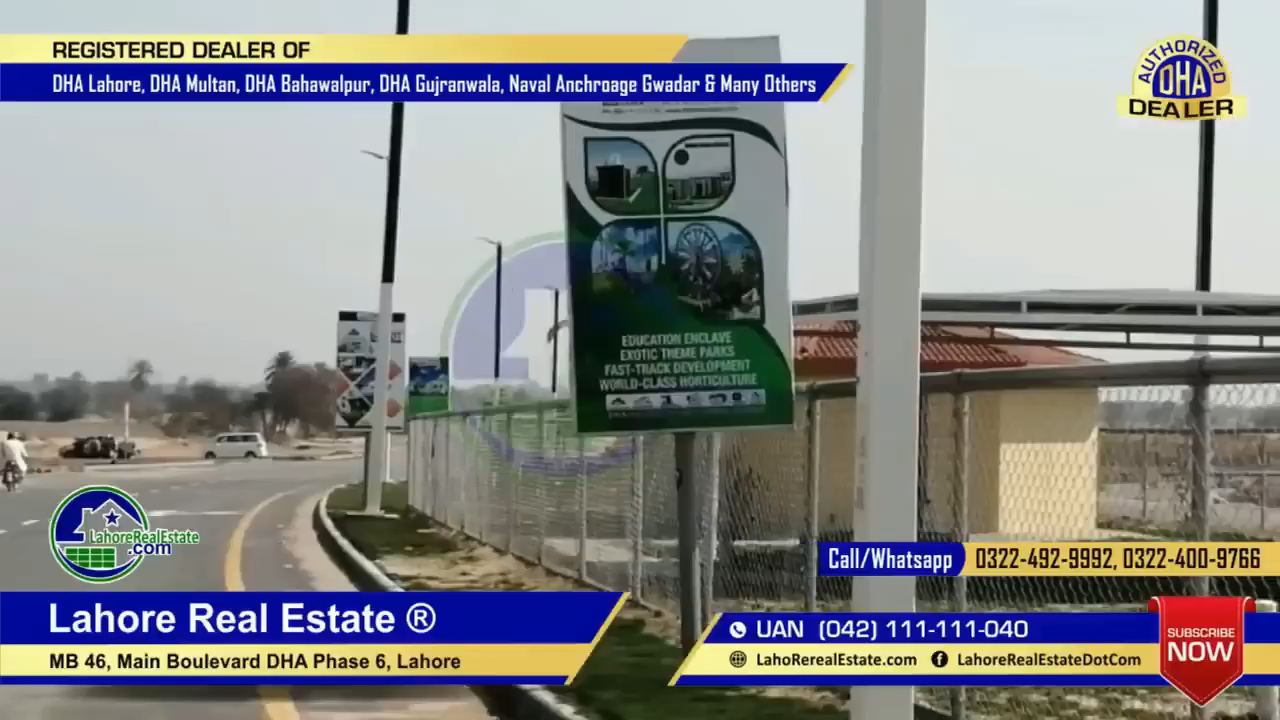 REGISTERED DEALER OF
DHA Lahore, DHA Multan, DHA Bahawalpur, DHA Gujranwala, Naval Anchroage Gwadar & Many Others
AUTHORIZED
DHA
DEALER
EDUCATION ENCLAVE
EXOTIC THEME PARKS
FAST-TRACK DEVELOPMENT
WORLD-CLASS HORTICULTURE
LahoreRealEstate
.com
Call/Whatsapp 0322-492-9992, 0322-400-9766
Lahore Real Estate ®
MB 46, Main Boulevard DHA Phase 6, Lahore
UAN (042) 111-111-040
LahoRerealEstate.com LahoreRealEstateDotCom
SUBSCRIBE
NOW